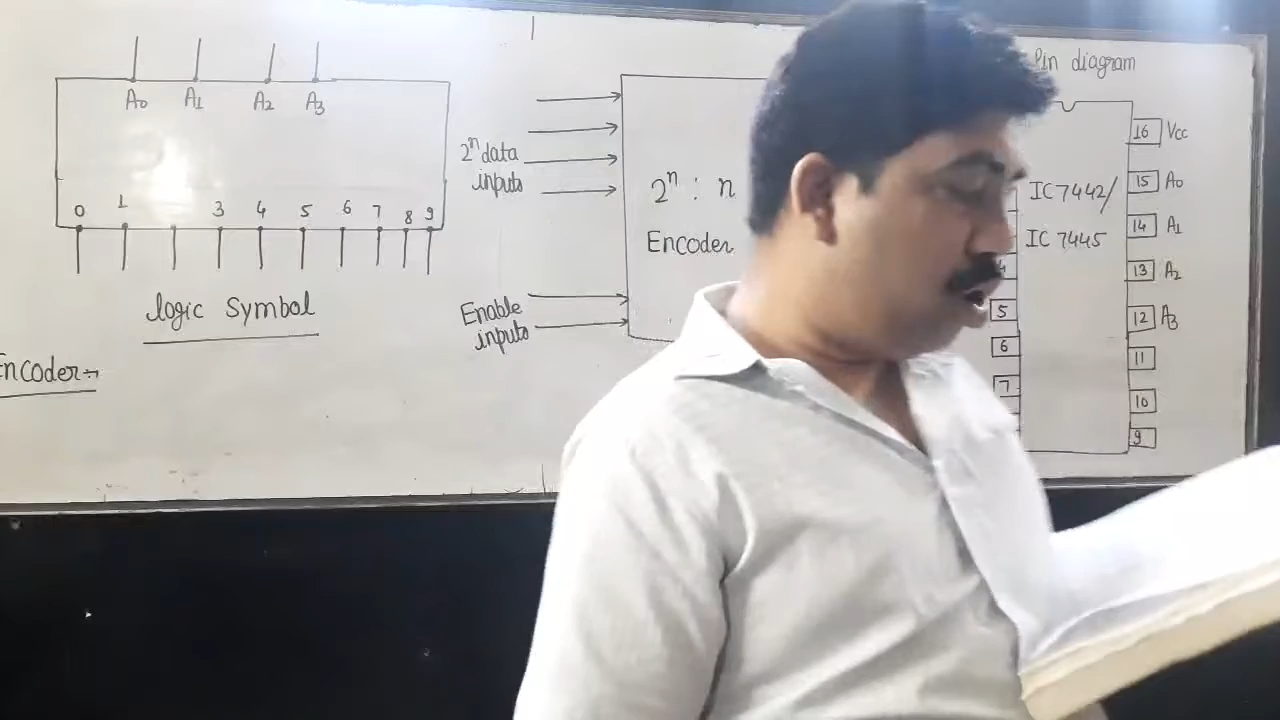 A₀ A₁ A₂ A₃
0 1 3 4 5 6 7 8 9
logic symbol
Encoder:-
2ⁿ data
inputs
2ⁿ : n
Encoder
Enable
inputs
Pin diagram
IC 7442/
IC 7445
4
5
6
7
16 Vcc
15 A₀
14 A₁
13 A₂
12 A₃
11
10
9